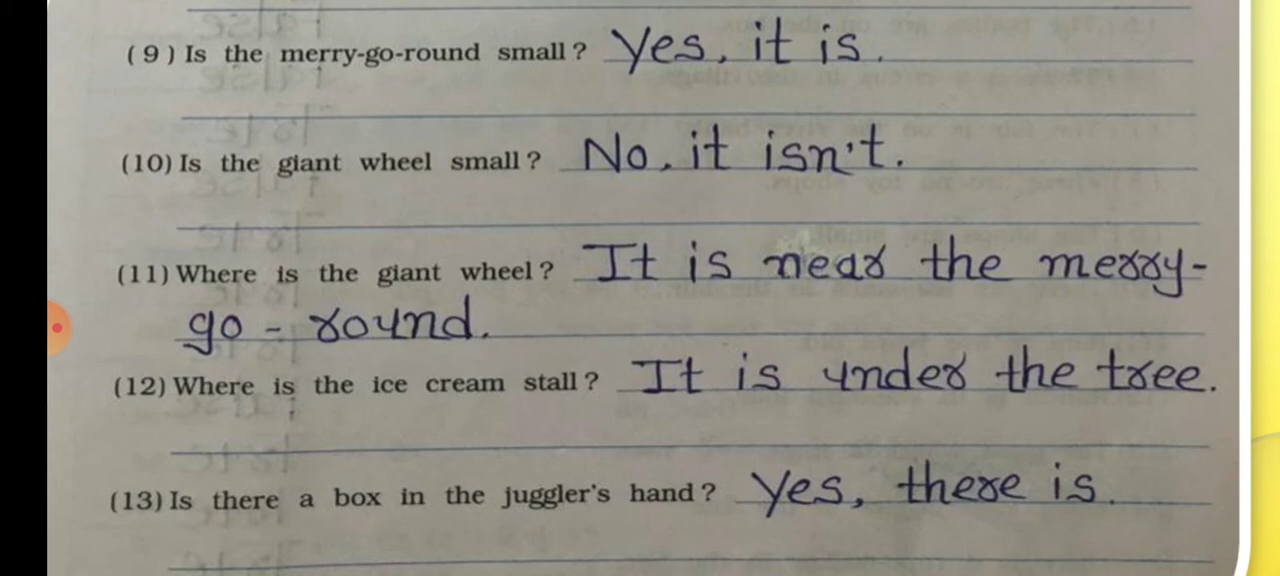 (9) Is the merry-go-round small? Yes, it is.
(10) Is the giant wheel small? No, it isn't.
(11) Where is the giant wheel? It is near the merry-
go-round.
(12) Where is the ice cream stall? It is under the tree.
(13) Is there a box in the juggler's hand? Yes, there is.